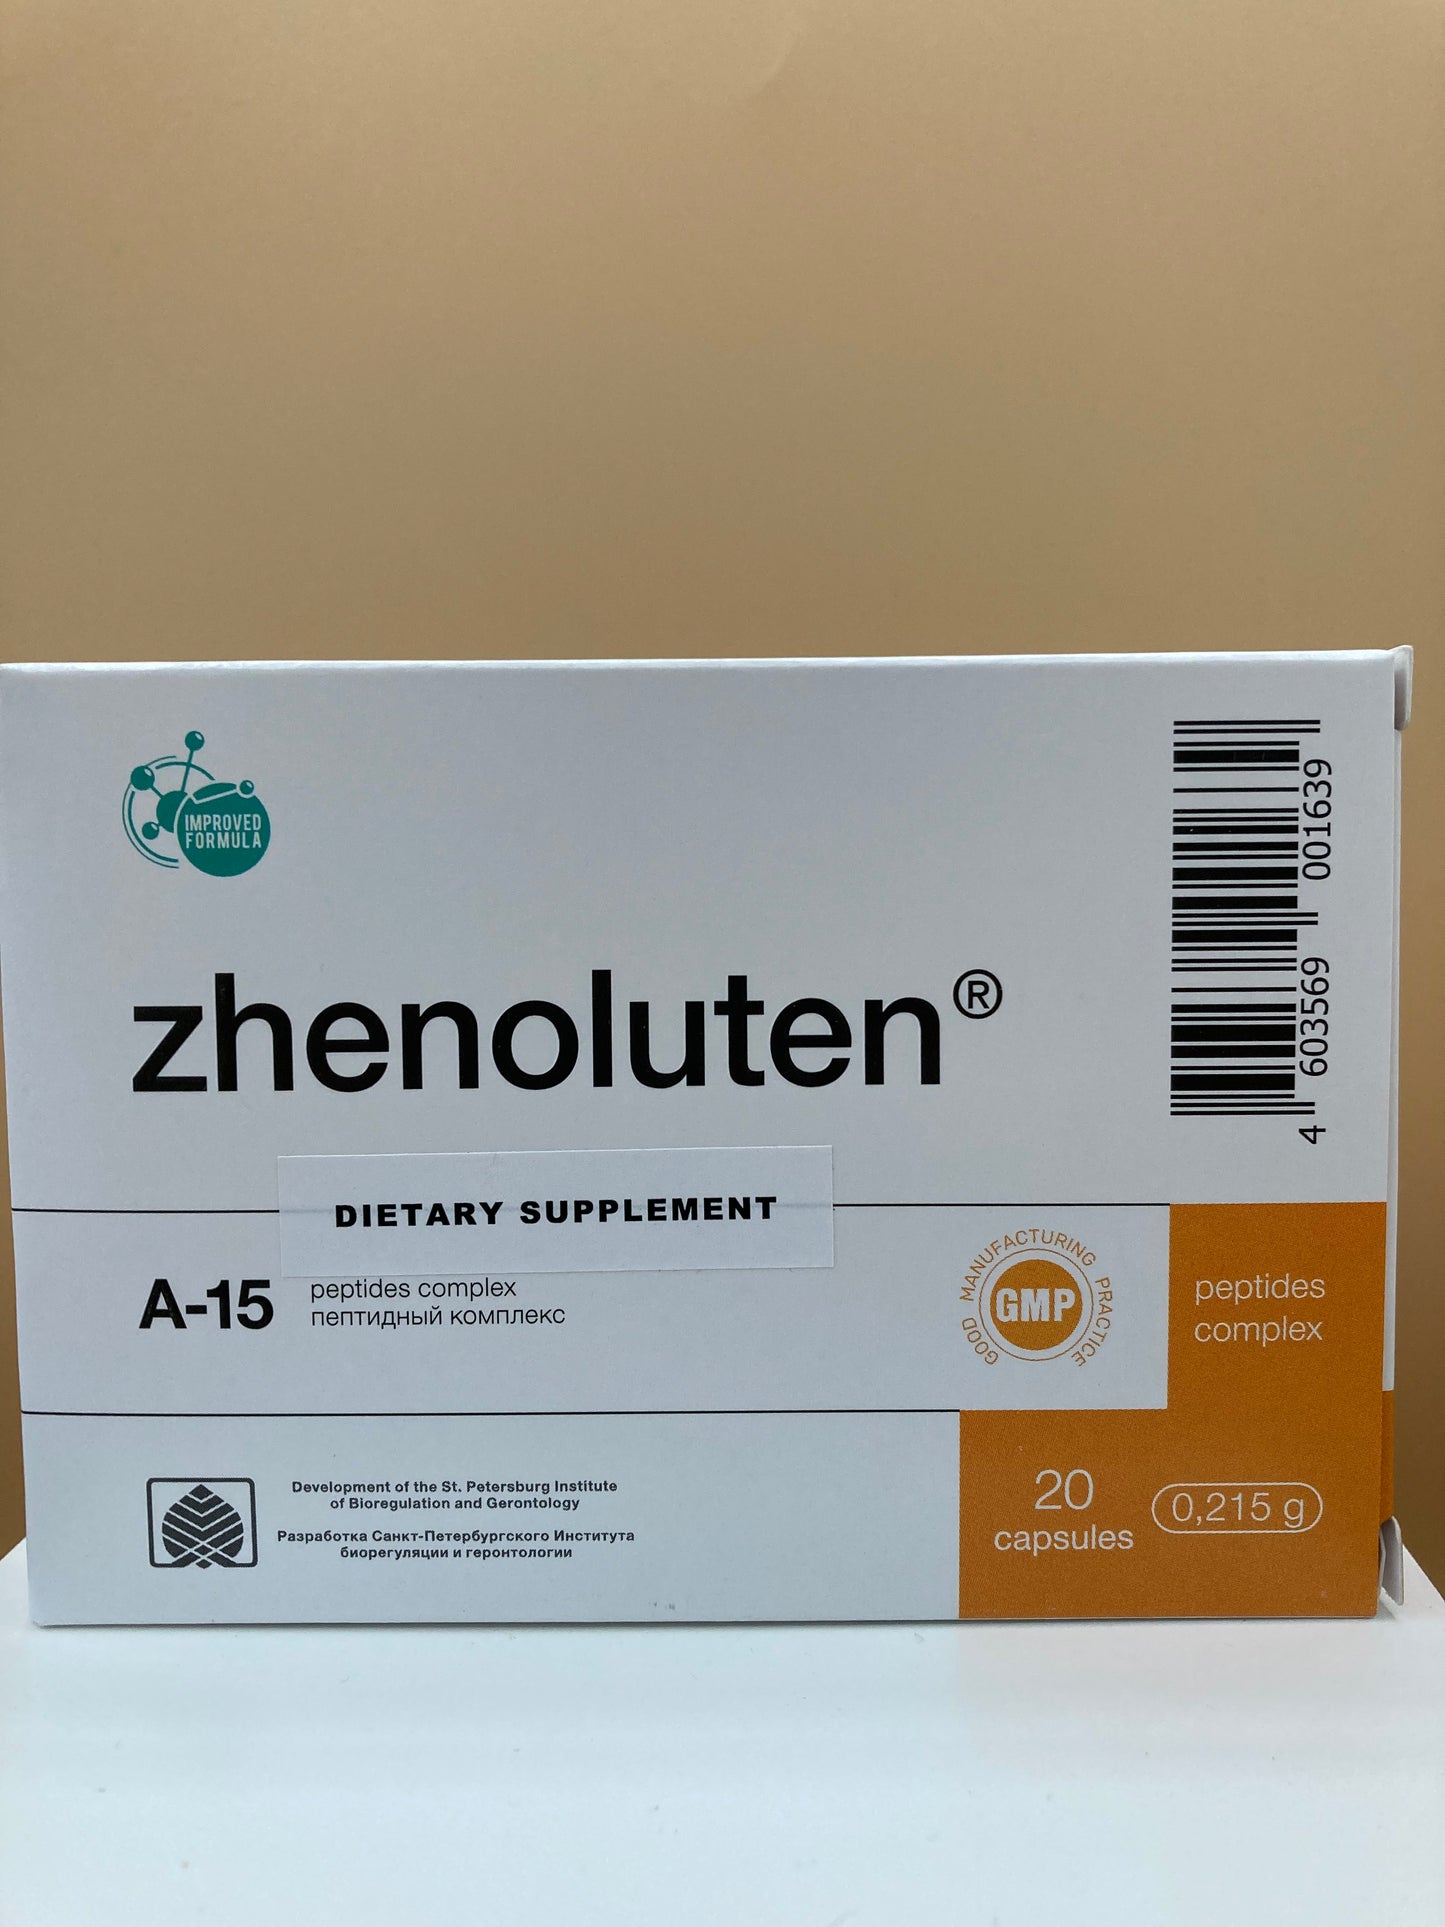 IMPROVED
FORMULA
zhenoluten®
4 603569 001639
DIETARY SUPPLEMENT
A-15
peptides complex
пептидный комплекс
GOOD MANUFACTURING PRACTICE
GMP
peptides
complex
Development of the St. Petersburg Institute
of Bioregulation and Gerontology
Разработка Санкт-Петербургского Института
биорегуляции и геронтологии
20
capsules
0,215 g